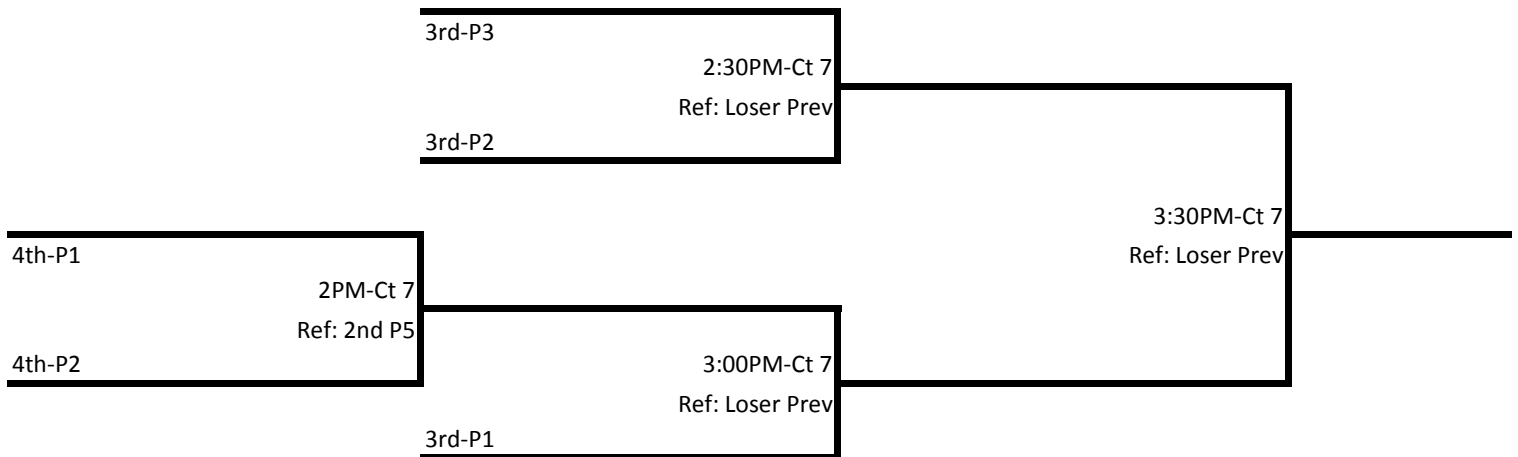 3rd-P3
2:30PM-Ct 7
Ref: Loser Prev
3rd-P2
3:30PM-Ct 7
4th-P1
Ref: Loser Prev
2PM-Ct 7
Ref: 2nd P5
4th-P2
3:00PM-Ct 7
Ref: Loser Prev
3rd-P1